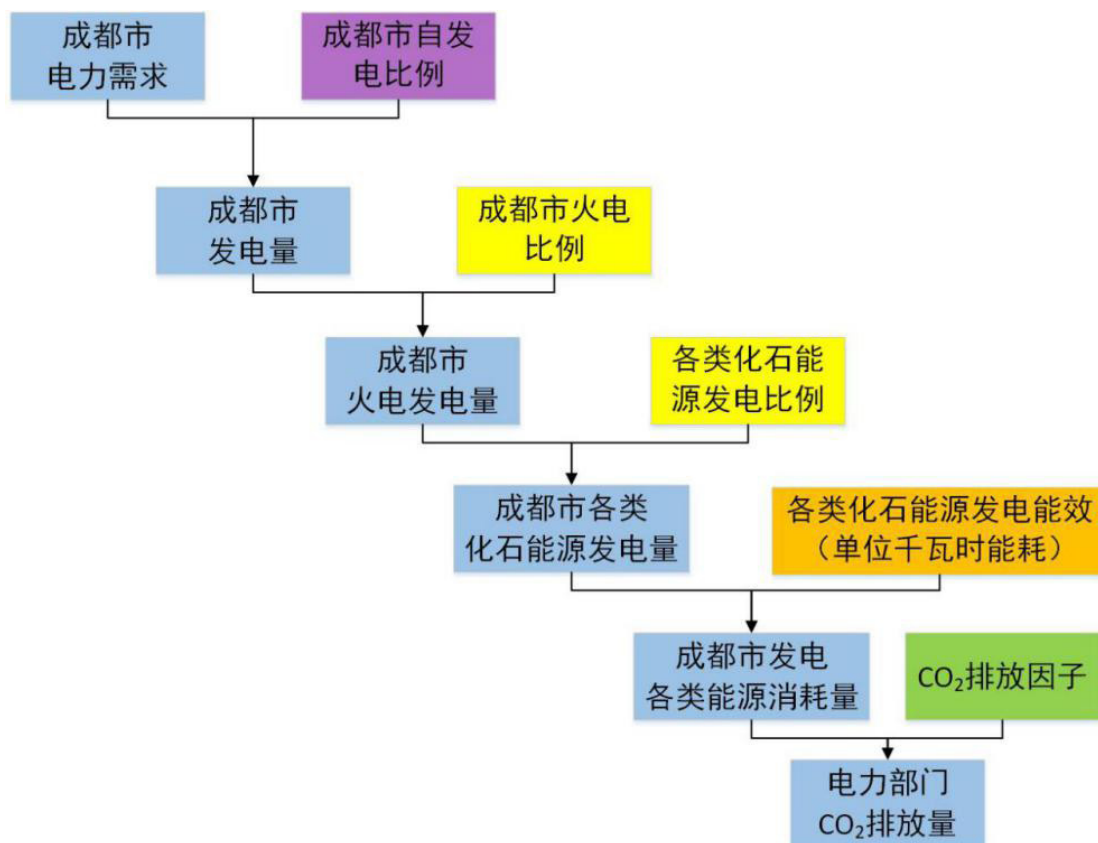 成都市
电力需求
成都市自发
电比例
成都市
发电量
成都市火电
比例
成都市
火电发电量
各类化石能
源发电比例
成都市各类
化石能源发电量
各类化石能源发电能效
（单位千瓦时能耗）
成都市发电
各类能源消耗量
CO₂排放因子
电力部门
CO₂排放量